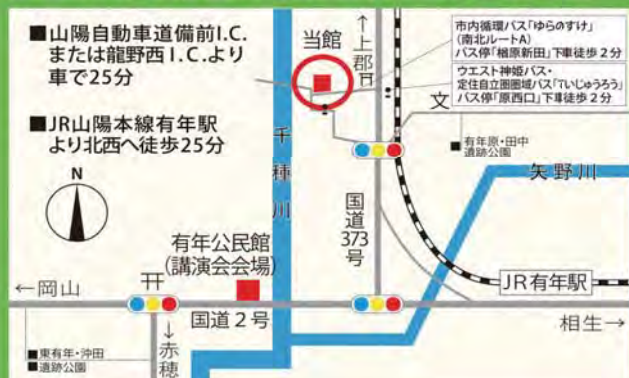 ■山陽自動車道備前I.C.
または龍野西I.C.より
車で25分
■JR山陽本線有年駅
より北西へ徒歩25分
N
当館
↑上郡
市内循環バス「ゆらのすけ」
(南北ルートA)
バス停「楢原新田」下車徒歩2分
ウエスト神姫バス・
定住自立圏圏域バス「ていじゅうろう」
バス停「原西口」下車徒歩2分
文
■有年原・田中
遺跡公園
千種川
矢野川
国道
373
号
有年公民館
(講演会会場)
JR有年駅
←岡山
国道2号
相生→
■東有年・沖田
■遺跡公園
↓赤穂